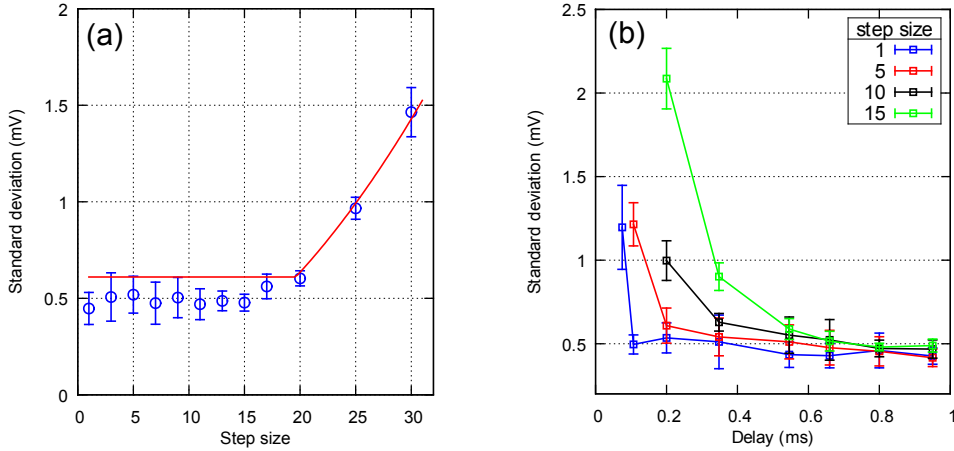 (a)
Standard deviation (mV)
2
1.5
1
0.5
0
0 5 10 15 20 25 30
Step size
(b)
Standard deviation (mV)
2.5
2
1.5
1
0.5
0
0 0.2 0.4 0.6 0.8 1
Delay (ms)
step size
1
5
10
15